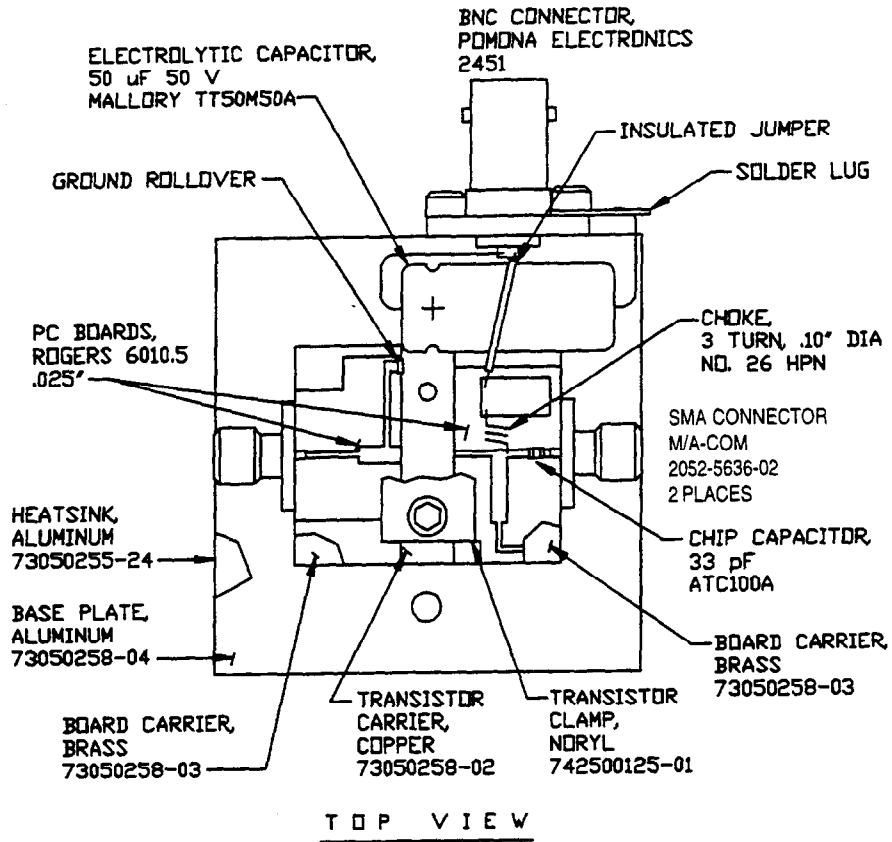 BNC CONNECTOR,
POMONA ELECTRONICS
2451
ELECTROLYTIC CAPACITOR,
50 uF 50 V
MALLORY TT50M50A
INSULATED JUMPER
GROUND ROLLOVER
SOLDER LUG
PC BOARDS,
ROGERS 6010.5
.025"
CHOKE,
3 TURN, .10" DIA
NO. 26 HPN
SMA CONNECTOR
M/A-COM
2052-5636-02
2 PLACES
HEATSINK,
ALUMINUM
73050255-24
CHIP CAPACITOR,
33 pF
ATC100A
BASE PLATE,
ALUMINUM
73050258-04
BOARD CARRIER,
BRASS
73050258-03
BOARD CARRIER,
BRASS
73050258-03
TRANSISTOR
CARRIER,
COPPER
73050258-02
TRANSISTOR
CLAMP,
NORYL
742500125-01
TOP VIEW